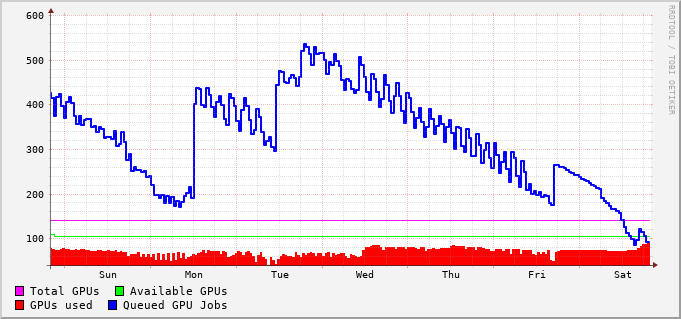 600
500
400
300
200
100
Sun Mon Tue Wed Thu Fri Sat
RRDTOOL / TOBI OETIKER
Total GPUs Available GPUs
GPUs used Queued GPU Jobs